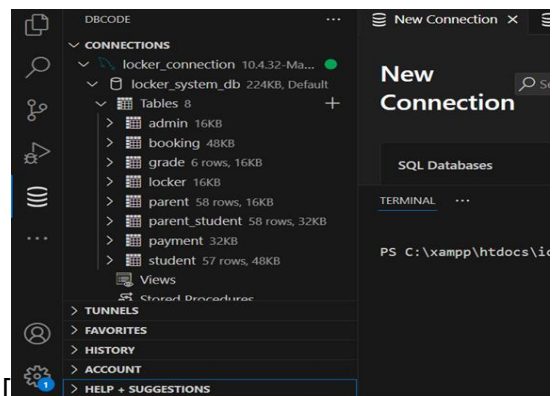 DBCODE
New Connection
CONNECTIONS
locker_connection 10.4.32-Ma...
locker_system_db 224KB, Default
Tables 8
admin 16KB
booking 48KB
grade 6 rows, 16KB
locker 16KB
parent 58 rows, 16KB
parent_student 58 rows, 32KB
payment 32KB
student 57 rows, 48KB
Views
Stored Procedures
TUNNELS
FAVORITES
HISTORY
ACCOUNT
HELP + SUGGESTIONS
1
[
New
Connection
SQL Databases
TERMINAL ...
PS C:\xampp\htdocs\